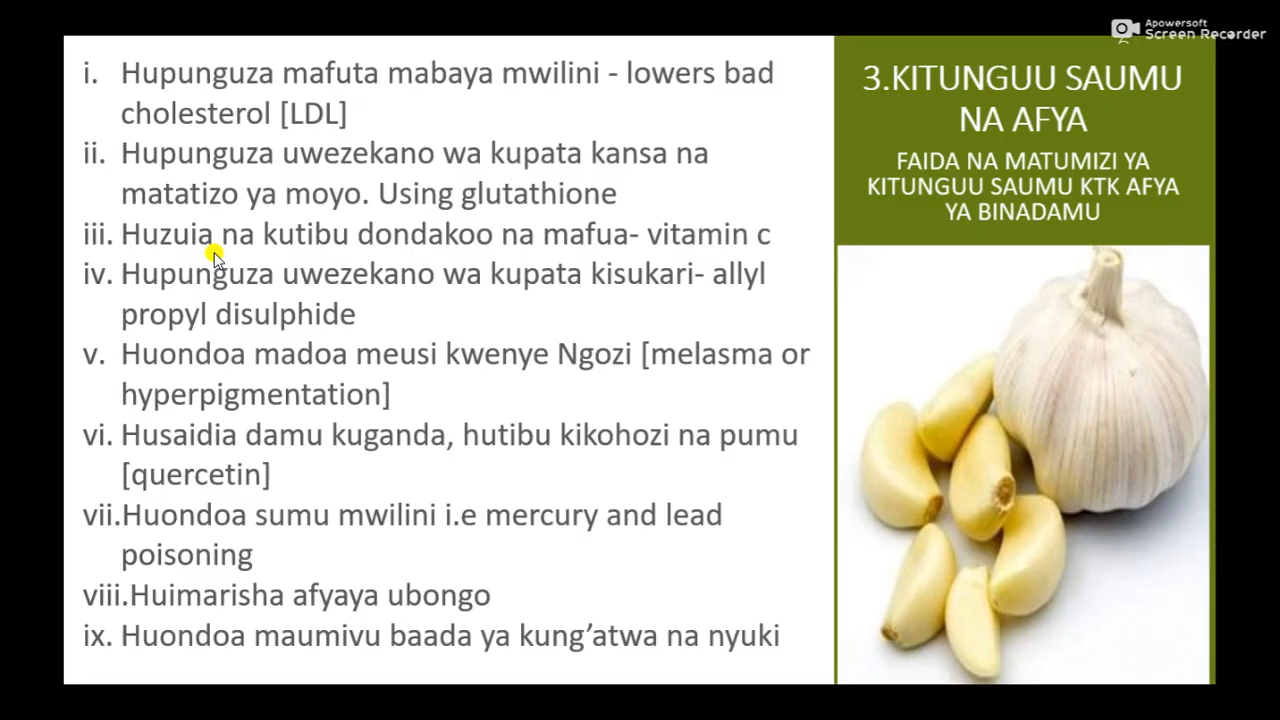 Apowersoft
Screen Recorder
i. Hupunguza mafuta mabaya mwilini - lowers bad
cholesterol [LDL]
ii. Hupunguza uwezekano wa kupata kansa na
matatizo ya moyo. Using glutathione
iii. Huzuia na kutibu dondakoo na mafua- vitamin c
iv. Hupunguza uwezekano wa kupata kisukari- allyl
propyl disulphide
v. Huondoa madoa meusi kwenye Ngozi [melasma or
hyperpigmentation]
vi. Husaidia damu kuganda, hutibu kikohozi na pumu
[quercetin]
vii.Huondoa sumu mwilini i.e mercury and lead
poisoning
viii.Huimarisha afyaya ubongo
ix. Huondoa maumivu baada ya kung’atwa na nyuki
3.KITUNGUU SAUMU
NA AFYA
FAIDA NA MATUMIZI YA
KITUNGUU SAUMU KTK AFYA
YA BINADAMU